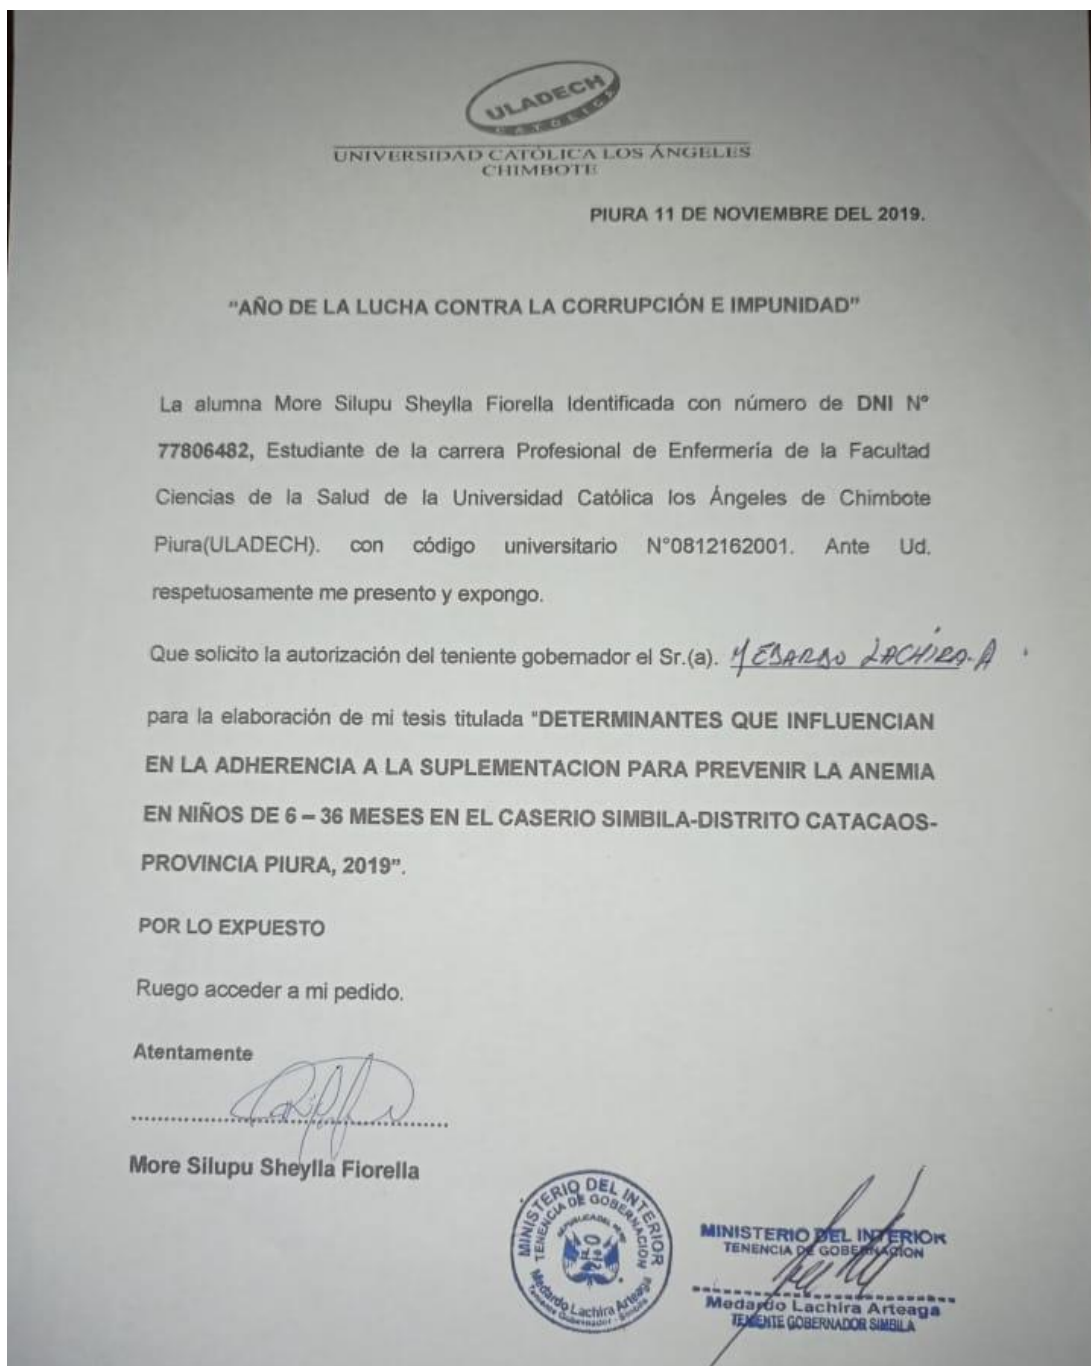 ULADECH
CATÓLICA
UNIVERSIDAD CATÓLICA LOS ÁNGELES
CHIMBOTE
PIURA 11 DE NOVIEMBRE DEL 2019.
"AÑO DE LA LUCHA CONTRA LA CORRUPCIÓN E IMPUNIDAD"
La alumna More Silupu Sheylla Fiorella Identificada con número de DNI N°
77806482, Estudiante de la carrera Profesional de Enfermería de la Facultad
Ciencias de la Salud de la Universidad Católica los Ángeles de Chimbote
Piura(ULADECH). con código universitario N°0812162001. Ante Ud.
respetuosamente me presento y expongo.
Que solicito la autorización del teniente gobernador el Sr.(a). MEDARDO LACHIRA-A
para la elaboración de mi tesis titulada "DETERMINANTES QUE INFLUENCIAN
EN LA ADHERENCIA A LA SUPLEMENTACION PARA PREVENIR LA ANEMIA
EN NIÑOS DE 6 – 36 MESES EN EL CASERIO SIMBILA-DISTRITO CATACAOS-
PROVINCIA PIURA, 2019".
POR LO EXPUESTO
Ruego acceder a mi pedido.
Atentamente
More Silupu Sheylla Fiorella
MINISTERIO DEL INTERIOR
TENENCIA DE GOBERNACION
REPUBLICA DEL PERU
Medardo Lachira Arteaga
Teniente Gobernador - Simbila
MINISTERIO DEL INTERIOR
TENENCIA DE GOBERNACION
Medardo Lachira Arteaga
TENIENTE GOBERNADOR SIMBILA